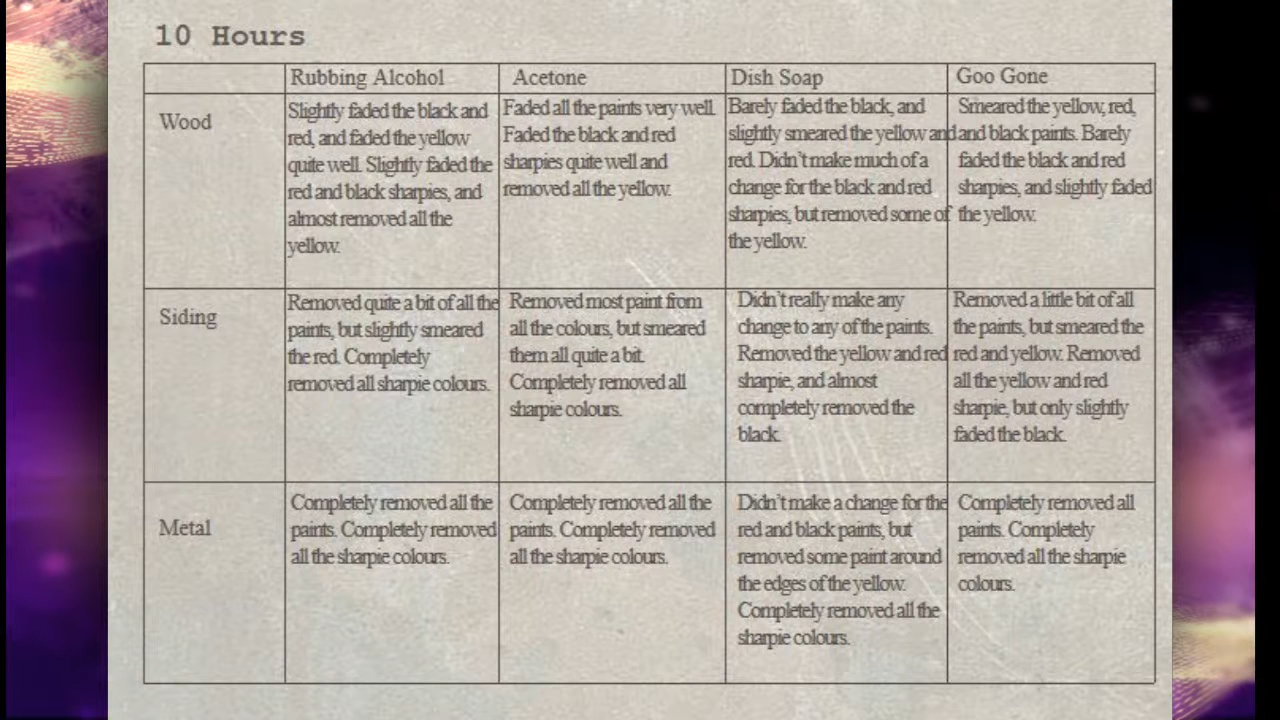 10 Hours
Rubbing Alcohol
Acetone
Dish Soap
Goo Gone
Wood
Slightly faded the black and
red, and faded the yellow
quite well. Slightly faded the
red and black sharpies, and
almost removed all the
yellow.
Faded all the paints very well.
Faded the black and red
sharpies quite well and
removed all the yellow.
Barely faded the black, and
slightly smeared the yellow and
red. Didn't make much of a
change for the black and red
sharpies, but removed some of
the yellow.
Smeared the yellow, red,
and black paints. Barely
faded the black and red
sharpies, and slightly faded
the yellow.
Siding
Removed quite a bit of all the
paints, but slightly smeared
the red. Completely
removed all sharpie colours.
Removed most paint from
all the colours, but smeared
them all quite a bit.
Completely removed all
sharpie colours.
Didn't really make any
change to any of the paints.
Removed the yellow and red
sharpie, and almost
completely removed the
black.
Removed a little bit of all
the paints, but smeared the
red and yellow. Removed
all the yellow and red
sharpie, but only slightly
faded the black.
Metal
Completely removed all the
paints. Completely removed
all the sharpie colours.
Completely removed all the
paints. Completely removed
all the sharpie colours.
Didn't make a change for the
red and black paints, but
removed some paint around
the edges of the yellow.
Completely removed all the
sharpie colours.
Completely removed all
paints. Completely
removed all the sharpie
colours.